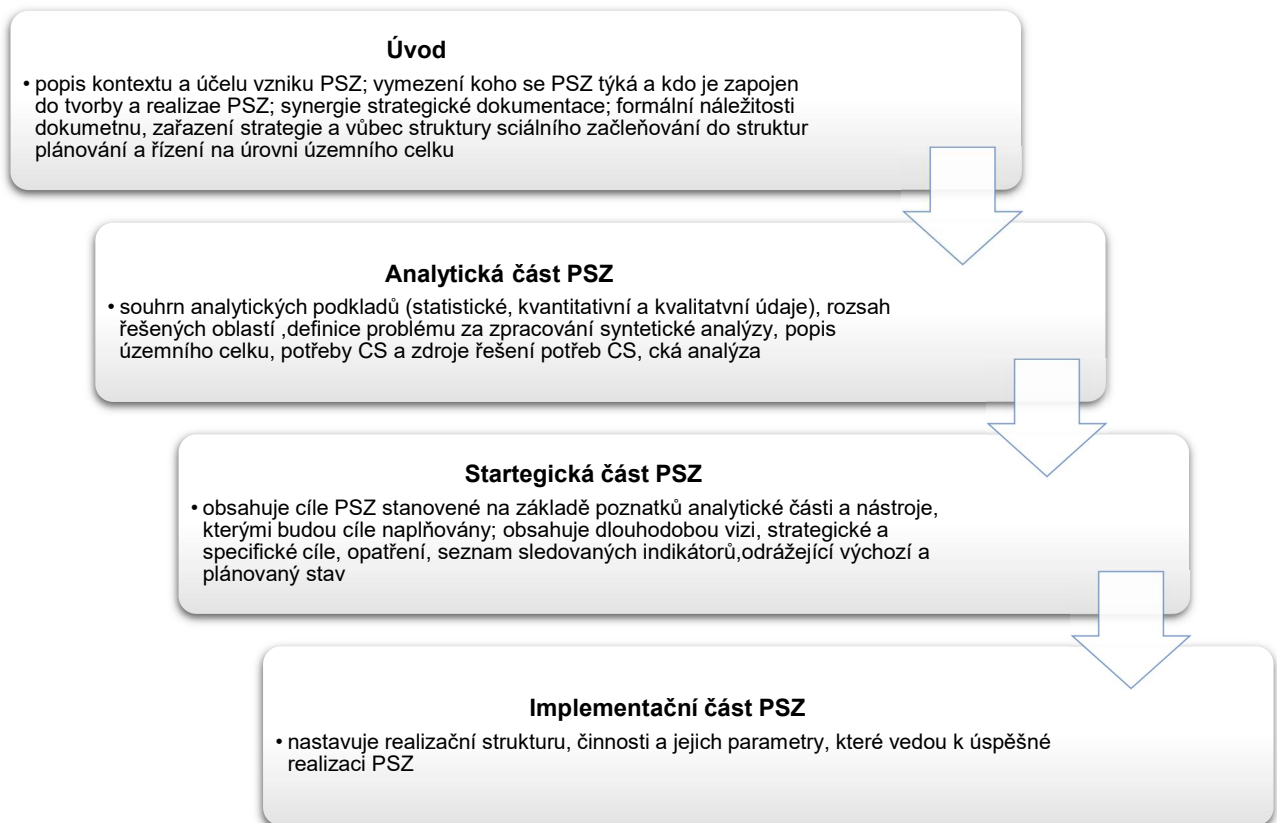 Úvod
• popis kontextu a účelu vzniku PSZ; vymezení koho se PSZ týká a kdo je zapojen
do tvorby a realizae PSZ; synergie strategické dokumentace; formální náležitosti
dokumetnu, zařazení strategie a vůbec struktury sciálního začleňování do struktur
plánování a řízení na úrovni územního celku
Analytická část PSZ
• souhrn analytických podkladů (statistické, kvantitativní a kvalitatvní údaje), rozsah
řešených oblastí ,definice problému za zpracování syntetické analýzy, popis
územního celku, potřeby CS a zdroje řešení potřeb CS, cká analýza
Startegická část PSZ
• obsahuje cíle PSZ stanovené na základě poznatků analytické části a nástroje,
kterými budou cíle naplňovány; obsahuje dlouhodobou vizi, strategické a
specifické cíle, opatření, seznam sledovaných indikátorů,odrážející výchozí a
plánovaný stav
Implementační část PSZ
• nastavuje realizační strukturu, činnosti a jejich parametry, které vedou k úspěšné
realizaci PSZ